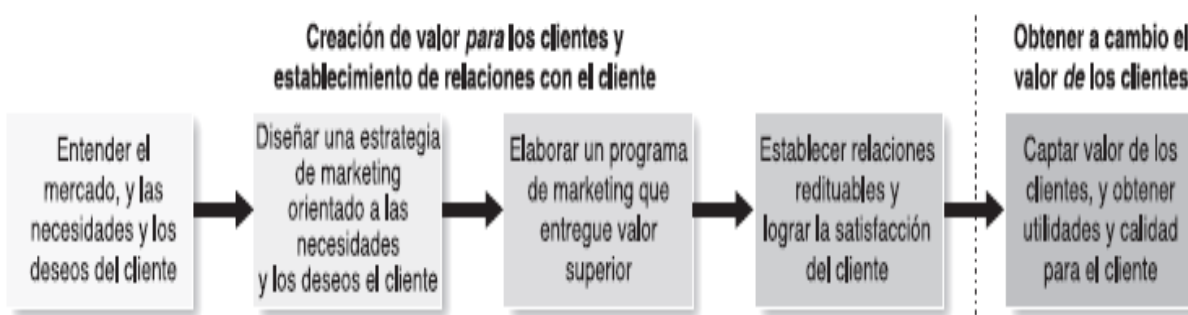 Creación de valor para los clientes y
establecimiento de relaciones con el cliente
Obtener a cambio el
valor de los clientes
Entender el
mercado, y las
necesidades y los
deseos del cliente
Diseñar una estrategia
de marketing
orientado a las
necesidades
y los deseos el cliente
Elaborar un programa
de marketing que
entregue valor
superior
Establecer relaciones
redituables y
lograr la satisfacción
del cliente
Captar valor de los
clientes, y obtener
utilidades y calidad
para el cliente